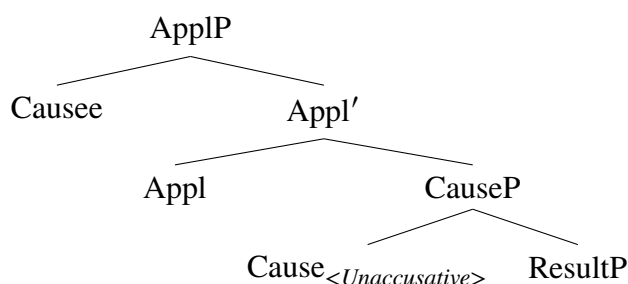 ApplP
Causee Appl′
Appl CauseP
Cause<Unaccusative> ResultP